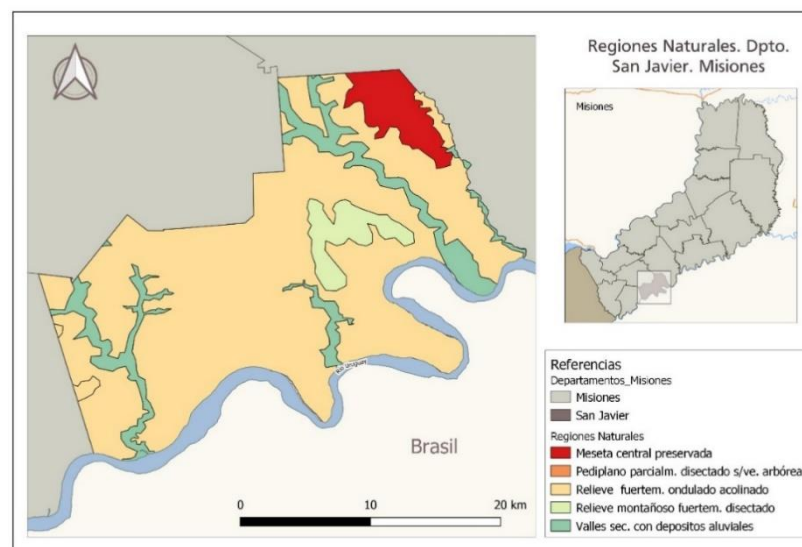 Regiones Naturales. Dpto.
San Javier. Misiones
Misiones
Río Uruguay
Brasil
0 10 20 km
Referencias
Departamentos_Misiones
Misiones
San Javier
Regiones Naturales
Meseta central preservada
Pediplano parcialm. disectado s/ve. arbórea
Relieve fuertem. ondulado acolinado
Relieve montañoso fuertem. disectado
Valles sec. con depositos aluviales